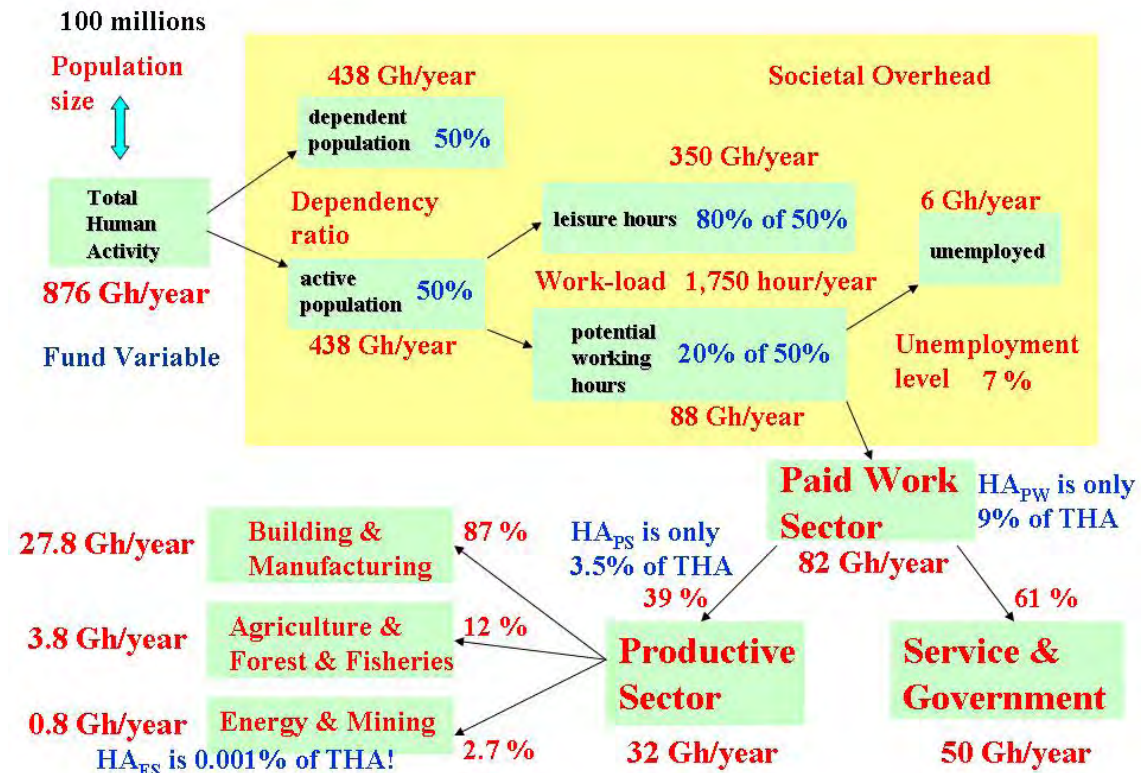 100 millions
Population
size
Total
Human
Activity
876 Gh/year
Fund Variable
438 Gh/year
Societal Overhead
dependent
population 50%
350 Gh/year
Dependency
ratio
leisure hours 80% of 50%
6 Gh/year
unemployed
active
population 50%
438 Gh/year
Work-load 1,750 hour/year
potential
working
hours
20% of 50%
88 Gh/year
Unemployment
level 7 %
Paid Work
Sector
82 Gh/year
HAPW is only
9% of THA
HAPS is only
3.5% of THA
39 %
61 %
27.8 Gh/year
Building &
Manufacturing
87 %
3.8 Gh/year
Agriculture &
Forest & Fisheries
12 %
0.8 Gh/year
Energy & Mining
2.7 %
HAES is 0.001% of THA!
Productive
Sector
32 Gh/year
Service &
Government
50 Gh/year